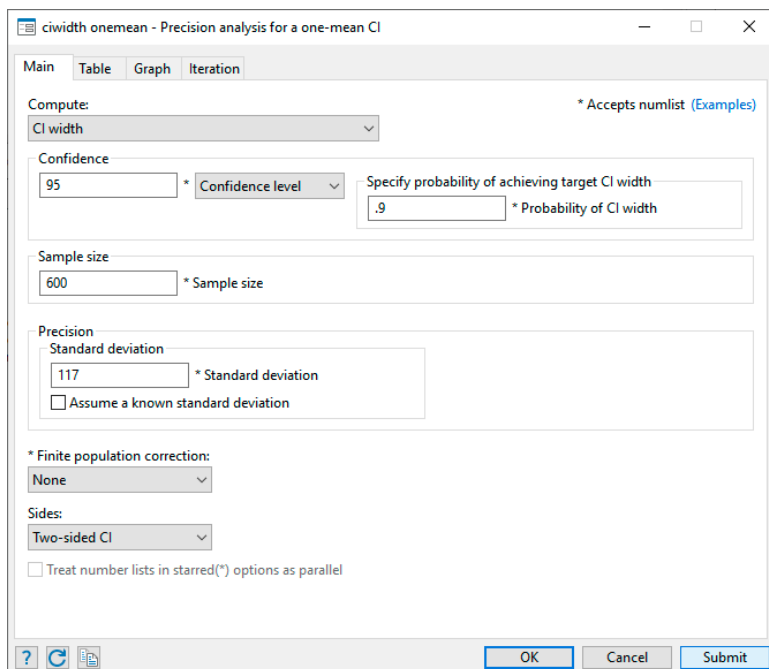 ciwidth onemean - Precision analysis for a one-mean CI
Main Table Graph Iteration
Compute:
* Accepts numlist (Examples)
CI width
Confidence
95 * Confidence level
Specify probability of achieving target CI width
.9 * Probability of CI width
Sample size
600 * Sample size
Precision
Standard deviation
117 * Standard deviation
Assume a known standard deviation
* Finite population correction:
None
Sides:
Two-sided CI
Treat number lists in starred(*) options as parallel
? OK Cancel Submit